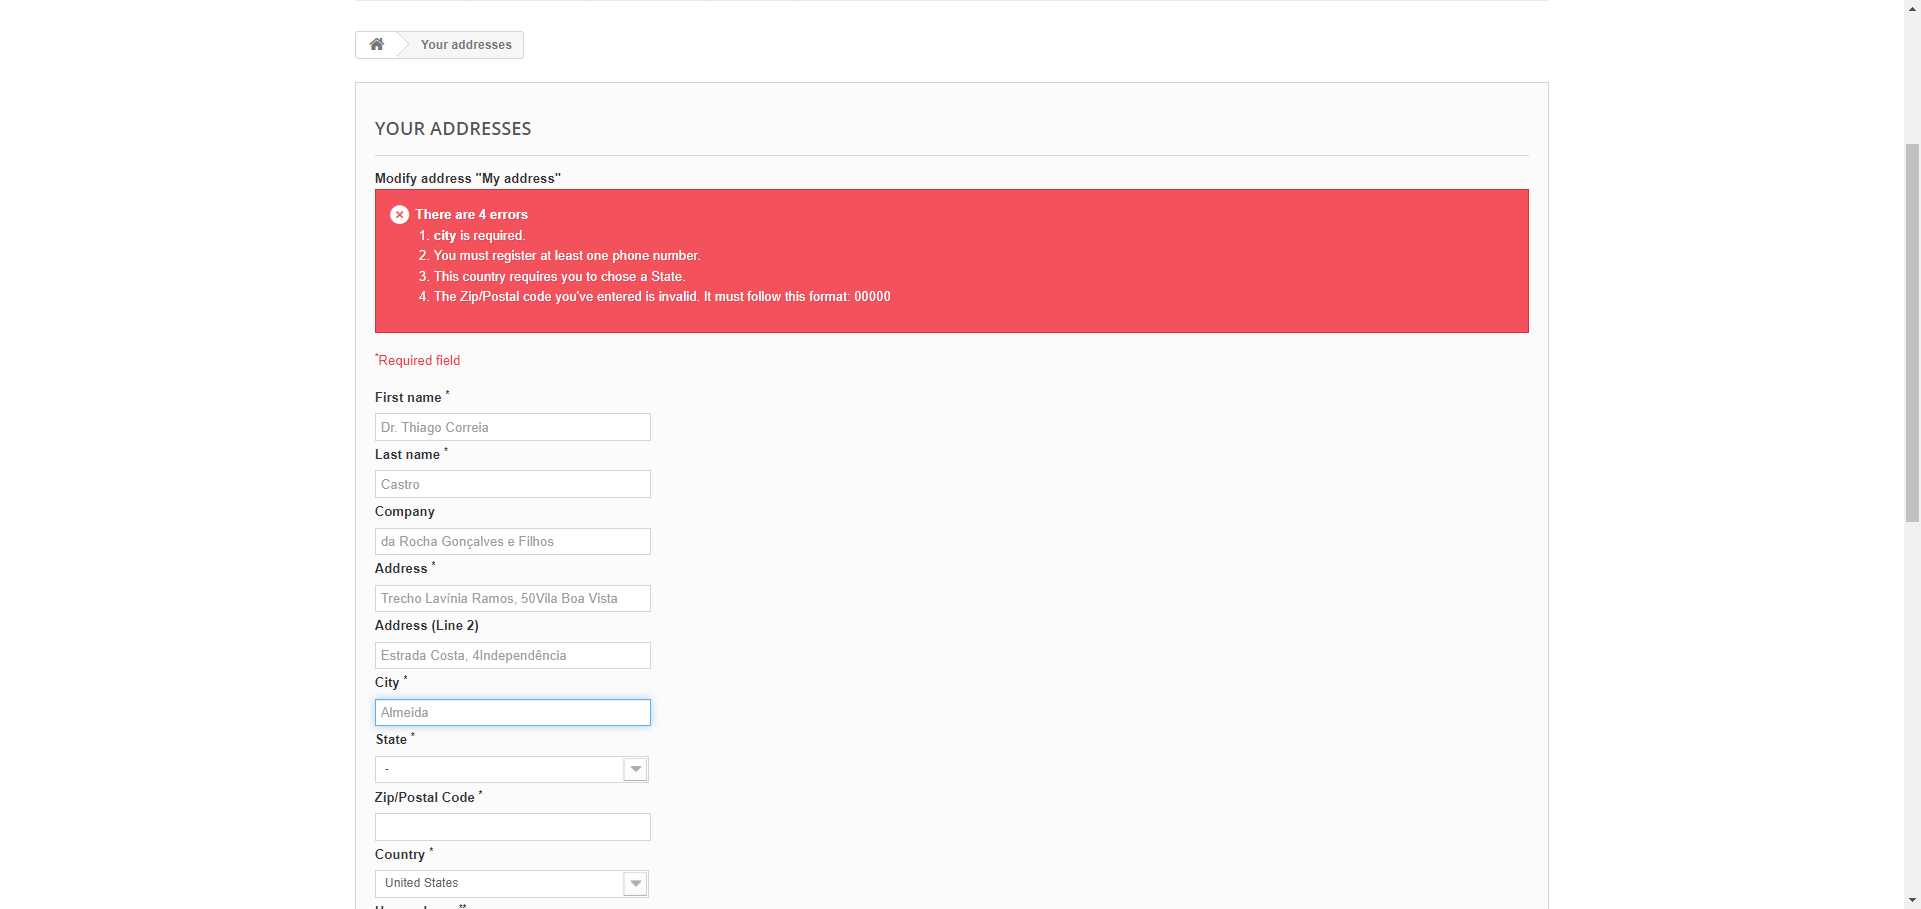 Your addresses
YOUR ADDRESSES
Modify address "My address"
There are 4 errors
1. city is required.
2. You must register at least one phone number.
3. This country requires you to chose a State.
4. The Zip/Postal code you've entered is invalid. It must follow this format: 00000
*Required field
First name *
Dr. Thiago Correia
Last name *
Castro
Company
da Rocha Gonçalves e Filhos
Address *
Trecho Lavínia Ramos, 50Vila Boa Vista
Address (Line 2)
Estrada Costa, 4Independência
City *
Almeida
State *
-
Zip/Postal Code *
Country *
United States